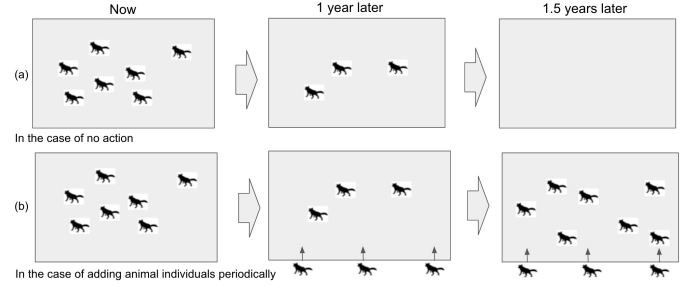 Now
1 year later
1.5 years later
(a)
In the case of no action
(b)
In the case of adding animal individuals periodically